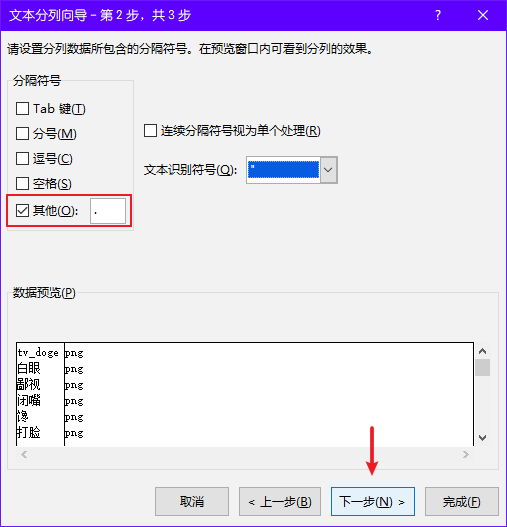 文本分列向导 - 第 2 步，共 3 步
?
请设置分列数据所包含的分隔符号。在预览窗口内可看到分列的效果。
分隔符号
Tab 键(T)
分号(M)
逗号(C)
空格(S)
其他(O): .
连续分隔符号视为单个处理(R)
文本识别符号(Q): "
数据预览(P)
tv_doge png
白眼 png
鄙视 png
闭嘴 png
馋 png
打脸 png
取消
< 上一步(B)
下一步(N) >
完成(F)